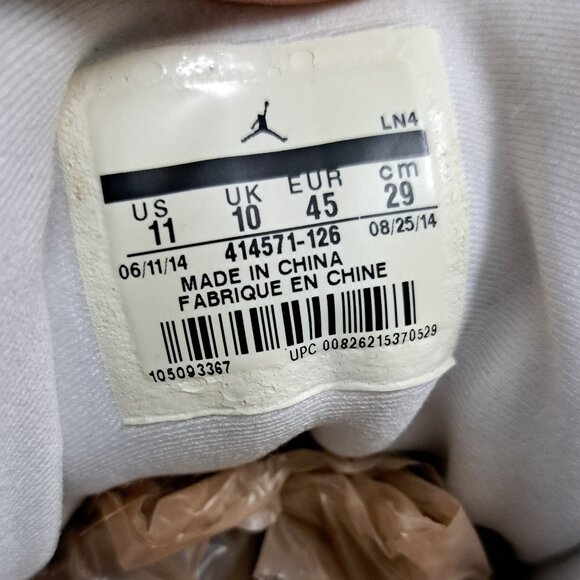 LN4
US UK EUR cm
11 10 45 29
06/11/14 414571-126 08/25/14
MADE IN CHINA
FABRIQUE EN CHINE
105093367 UPC 00826215370529